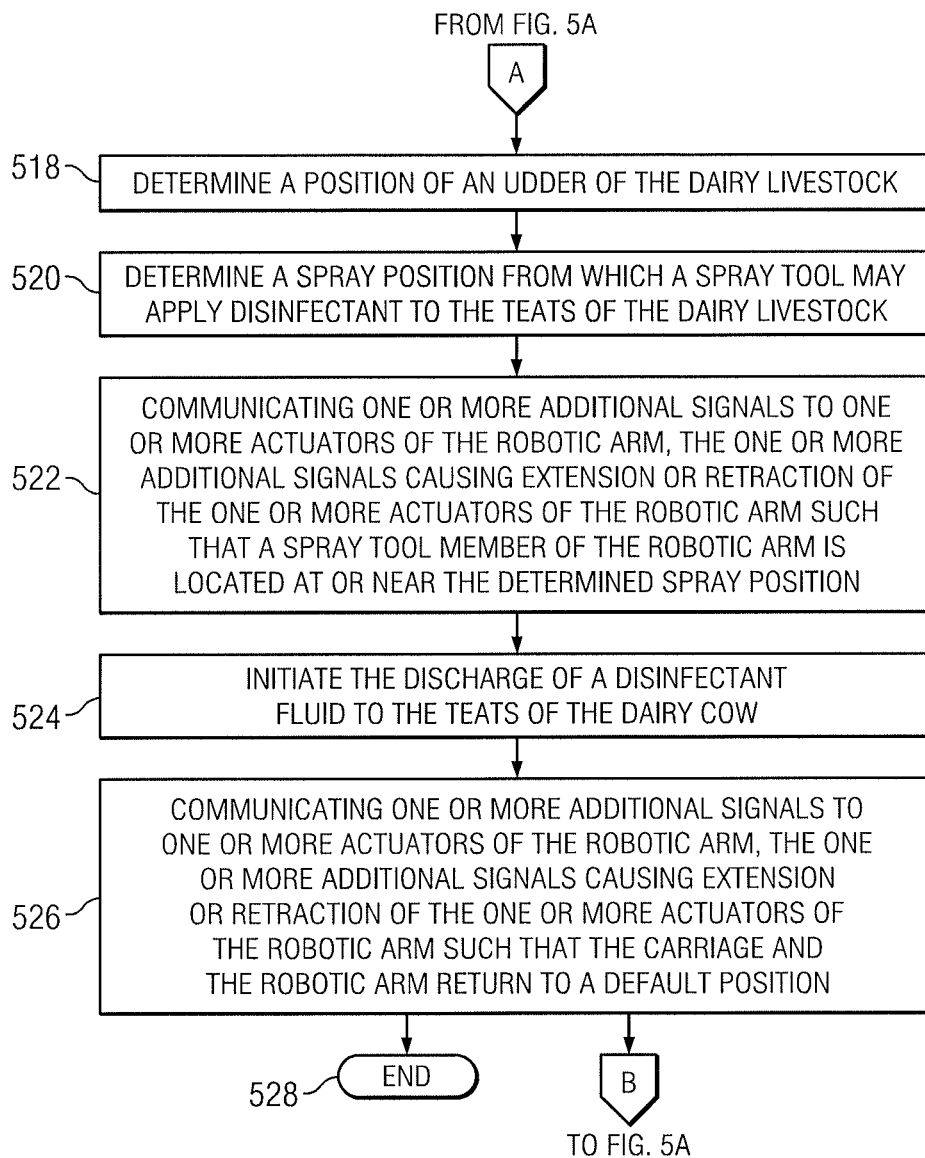 FROM FIG. 5A
A
518
DETERMINE A POSITION OF AN UDDER OF THE DAIRY LIVESTOCK
520
DETERMINE A SPRAY POSITION FROM WHICH A SPRAY TOOL MAY
APPLY DISINFECTANT TO THE TEATS OF THE DAIRY LIVESTOCK
522
COMMUNICATING ONE OR MORE ADDITIONAL SIGNALS TO ONE
OR MORE ACTUATORS OF THE ROBOTIC ARM, THE ONE OR MORE
ADDITIONAL SIGNALS CAUSING EXTENSION OR RETRACTION OF
THE ONE OR MORE ACTUATORS OF THE ROBOTIC ARM SUCH
THAT A SPRAY TOOL MEMBER OF THE ROBOTIC ARM IS
LOCATED AT OR NEAR THE DETERMINED SPRAY POSITION
524
INITIATE THE DISCHARGE OF A DISINFECTANT
FLUID TO THE TEATS OF THE DAIRY COW
526
COMMUNICATING ONE OR MORE ADDITIONAL SIGNALS TO
ONE OR MORE ACTUATORS OF THE ROBOTIC ARM, THE ONE
OR MORE ADDITIONAL SIGNALS CAUSING EXTENSION
OR RETRACTION OF THE ONE OR MORE ACTUATORS OF
THE ROBOTIC ARM SUCH THAT THE CARRIAGE AND
THE ROBOTIC ARM RETURN TO A DEFAULT POSITION
528
END
B
TO FIG. 5A